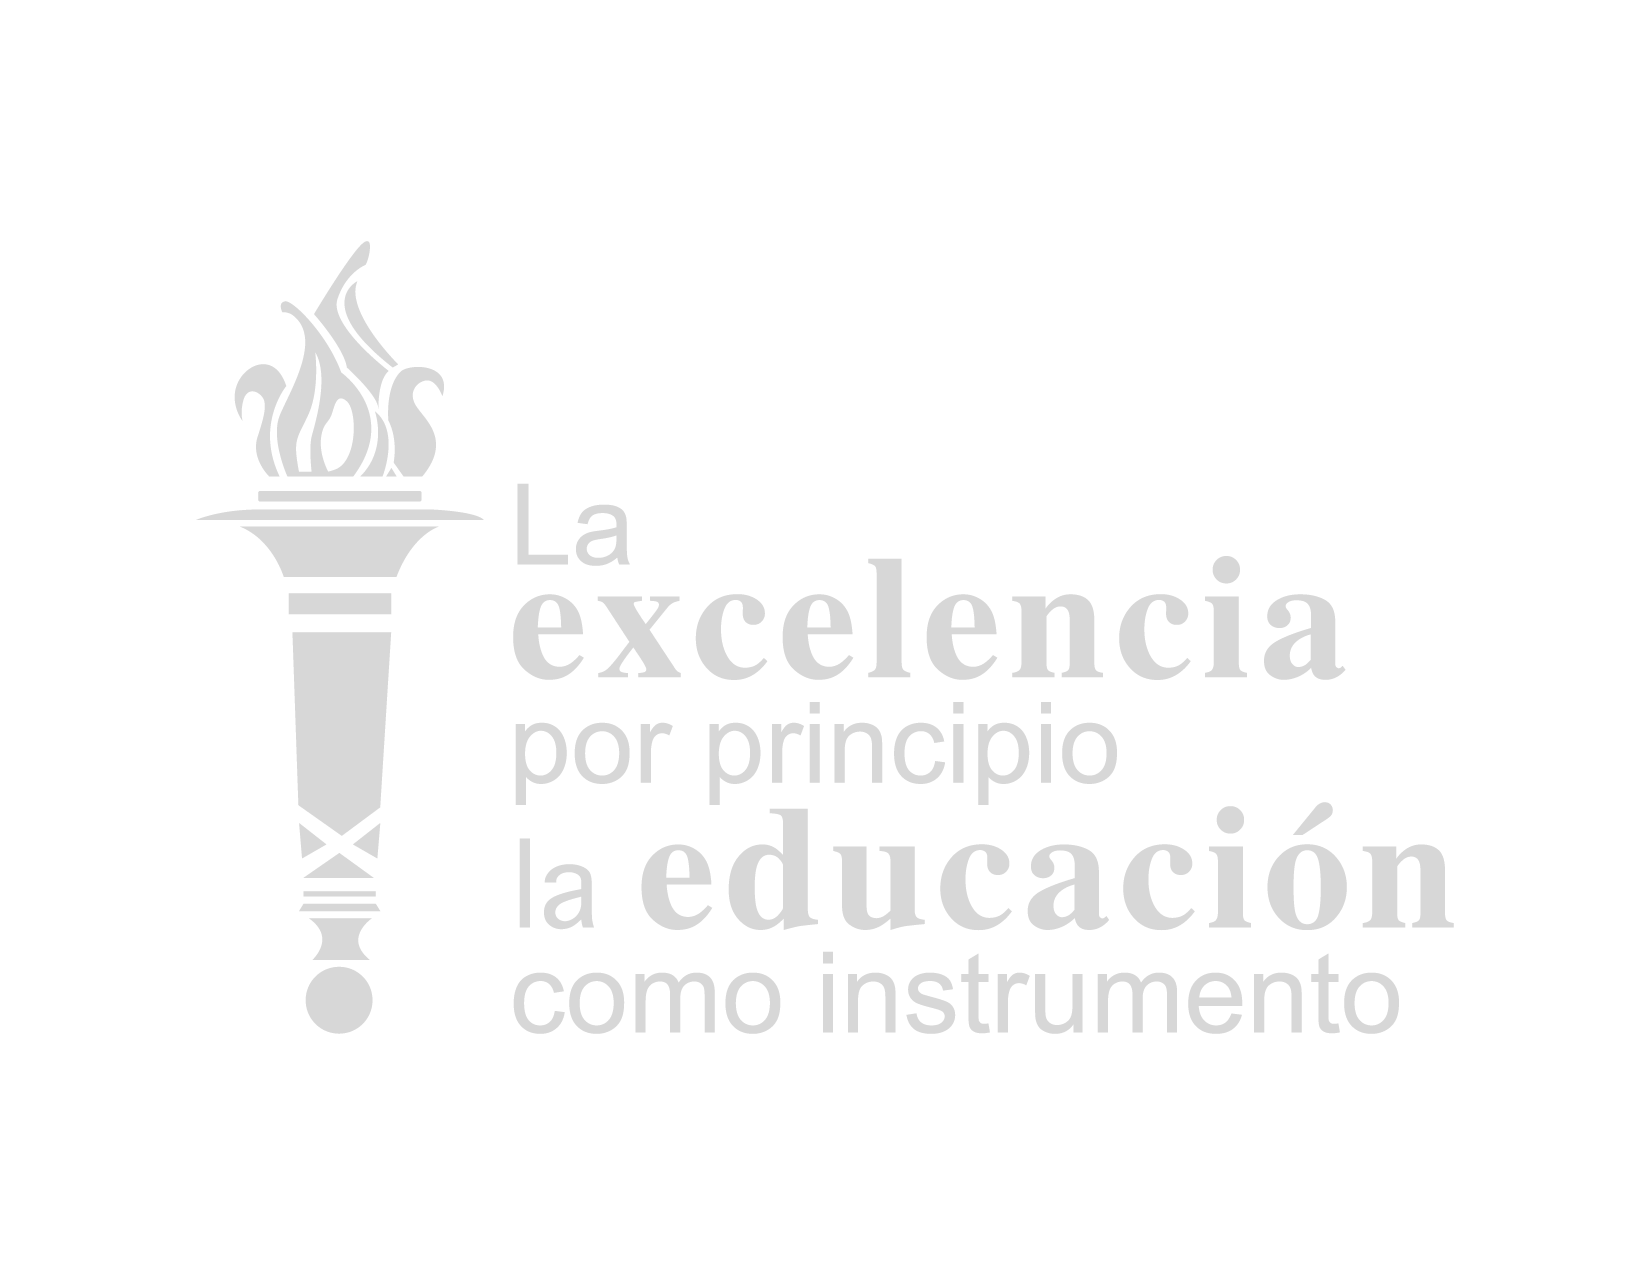 La
excelencia
por principio
la educación
como instrumento